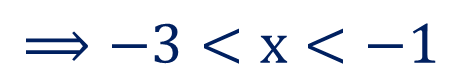 ⟹ −3 < x < −1